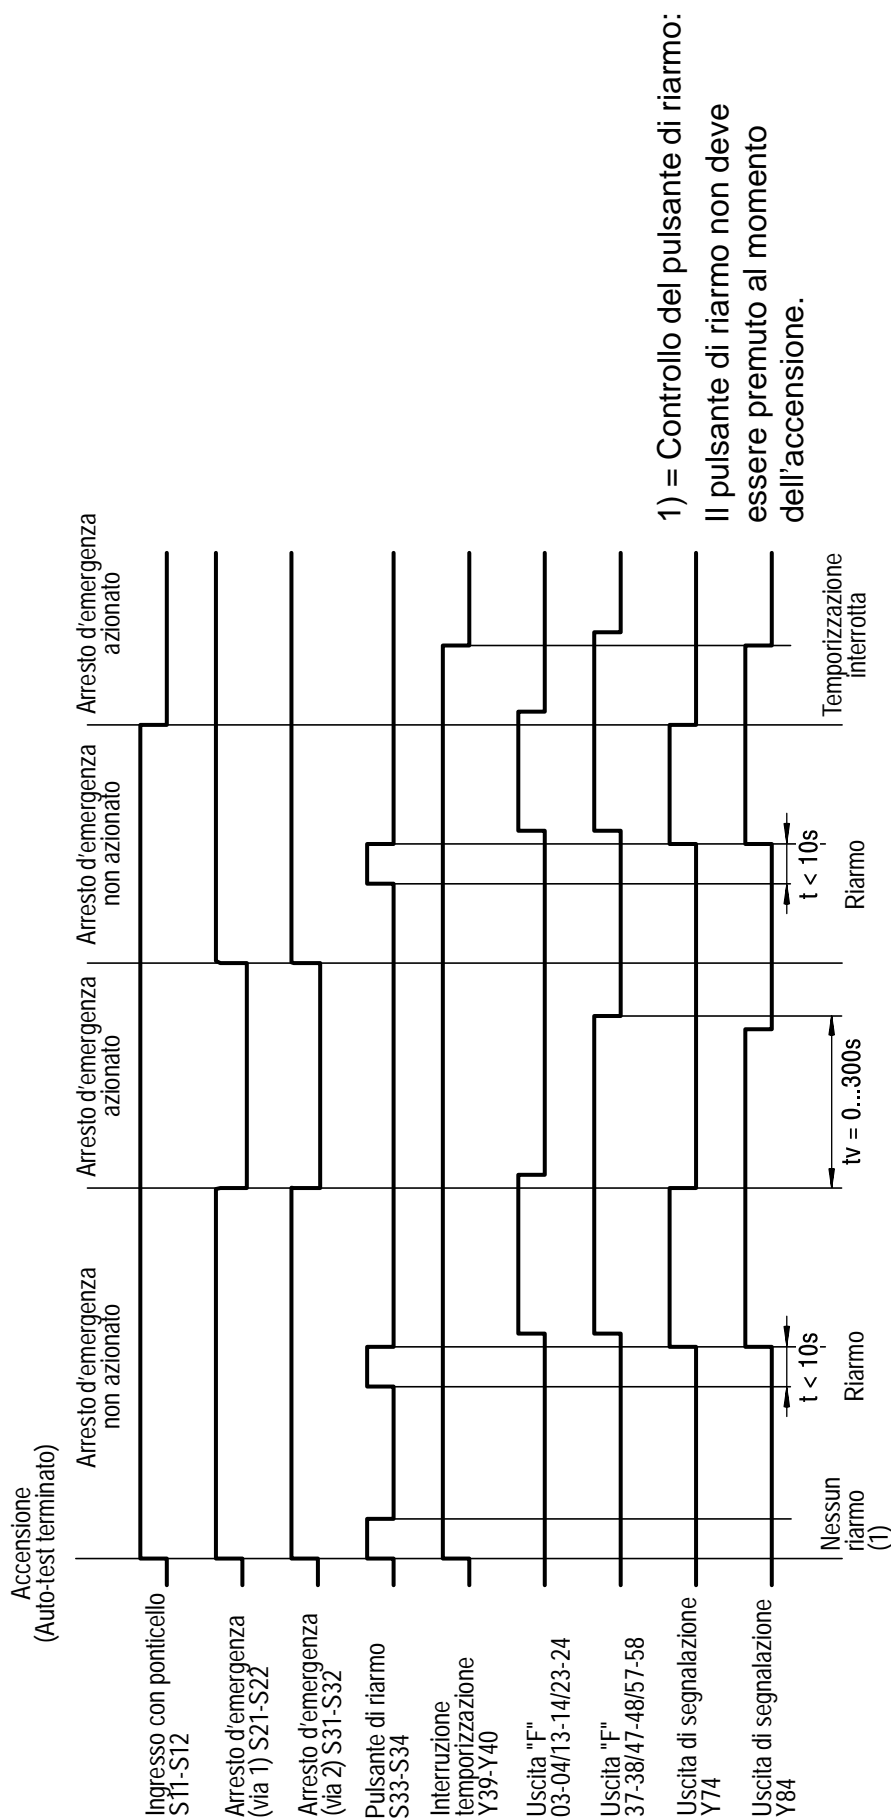 Accensione
(Auto-test terminato)
Arresto d'emergenza
non azionato
Arresto d'emergenza
azionato
Arresto d'emergenza
non azionato
Arresto d'emergenza
azionato
Ingresso con ponticello
S11-S12
Arresto d'emergenza
(via 1) S21-S22
Arresto d'emergenza
(via 2) S31-S32
Pulsante di riarmo
S33-S34
Interruzione
temporizzazione
Y39-Y40
Uscita "F"
03-04/13-14/23-24
Uscita "F"
37-38/47-48/57-58
Uscita di segnalazione
Y74
Uscita di segnalazione
Y84
t < 10s
tv = 0...300s
t < 10s
Nessun
riarmo
(1)
Riarmo
Riarmo
Temporizzazione
interrotta
1) = Controllo del pulsante di riarmo:
Il pulsante di riarmo non deve
essere premuto al momento
dell'accensione.